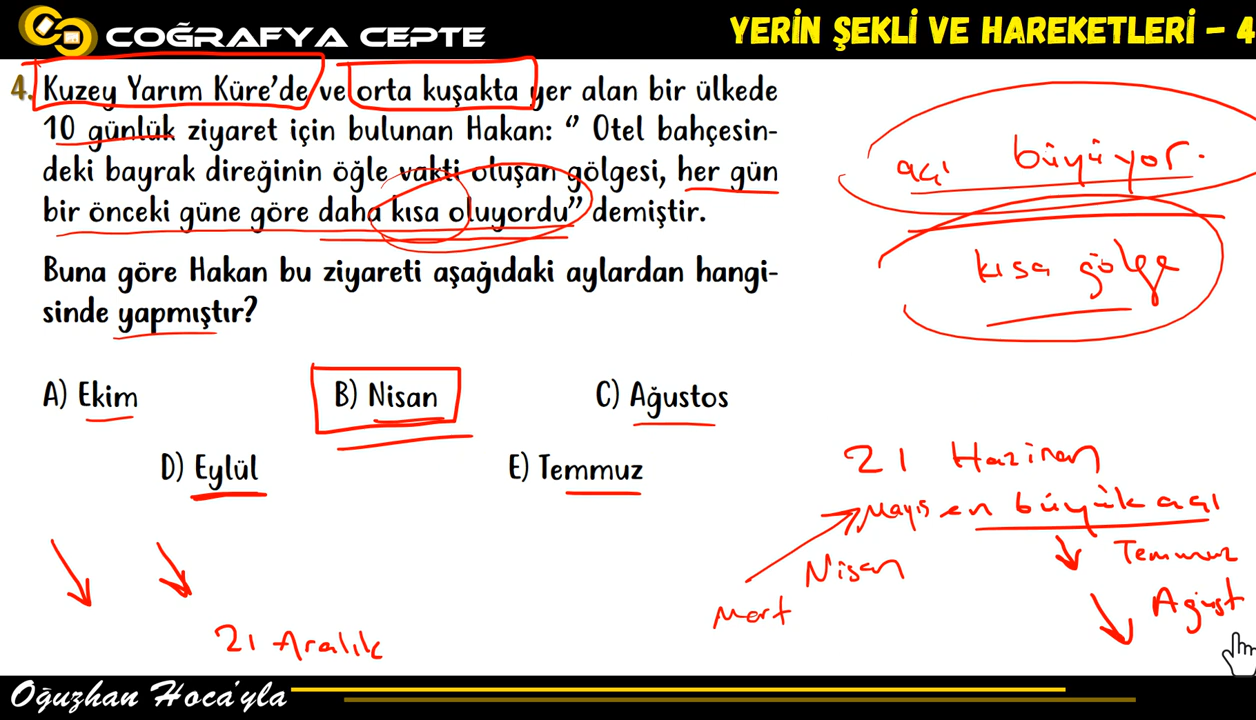 COĞRAFYA CEPTE
YERİN ŞEKLİ VE HAREKETLERİ – 4
4. Kuzey Yarım Küre’de ve orta kuşakta yer alan bir ülkede
10 günlük ziyaret için bulunan Hakan: “ Otel bahçesin-
deki bayrak direğinin öğle vakti oluşan gölgesi, her gün
bir önceki güne göre daha kısa oluyordu” demiştir.
Buna göre Hakan bu ziyareti aşağıdaki aylardan hangi-
sinde yapmıştır?
A) Ekim B) Nisan C) Ağustos
D) Eylül E) Temmuz
açı büyüyor.
kısa gölge
21 Haziran
Mayıs en büyük açı
Nisan
Mart
Temmuz
Ağust
21 Aralık
Oğuzhan Hoca'yla